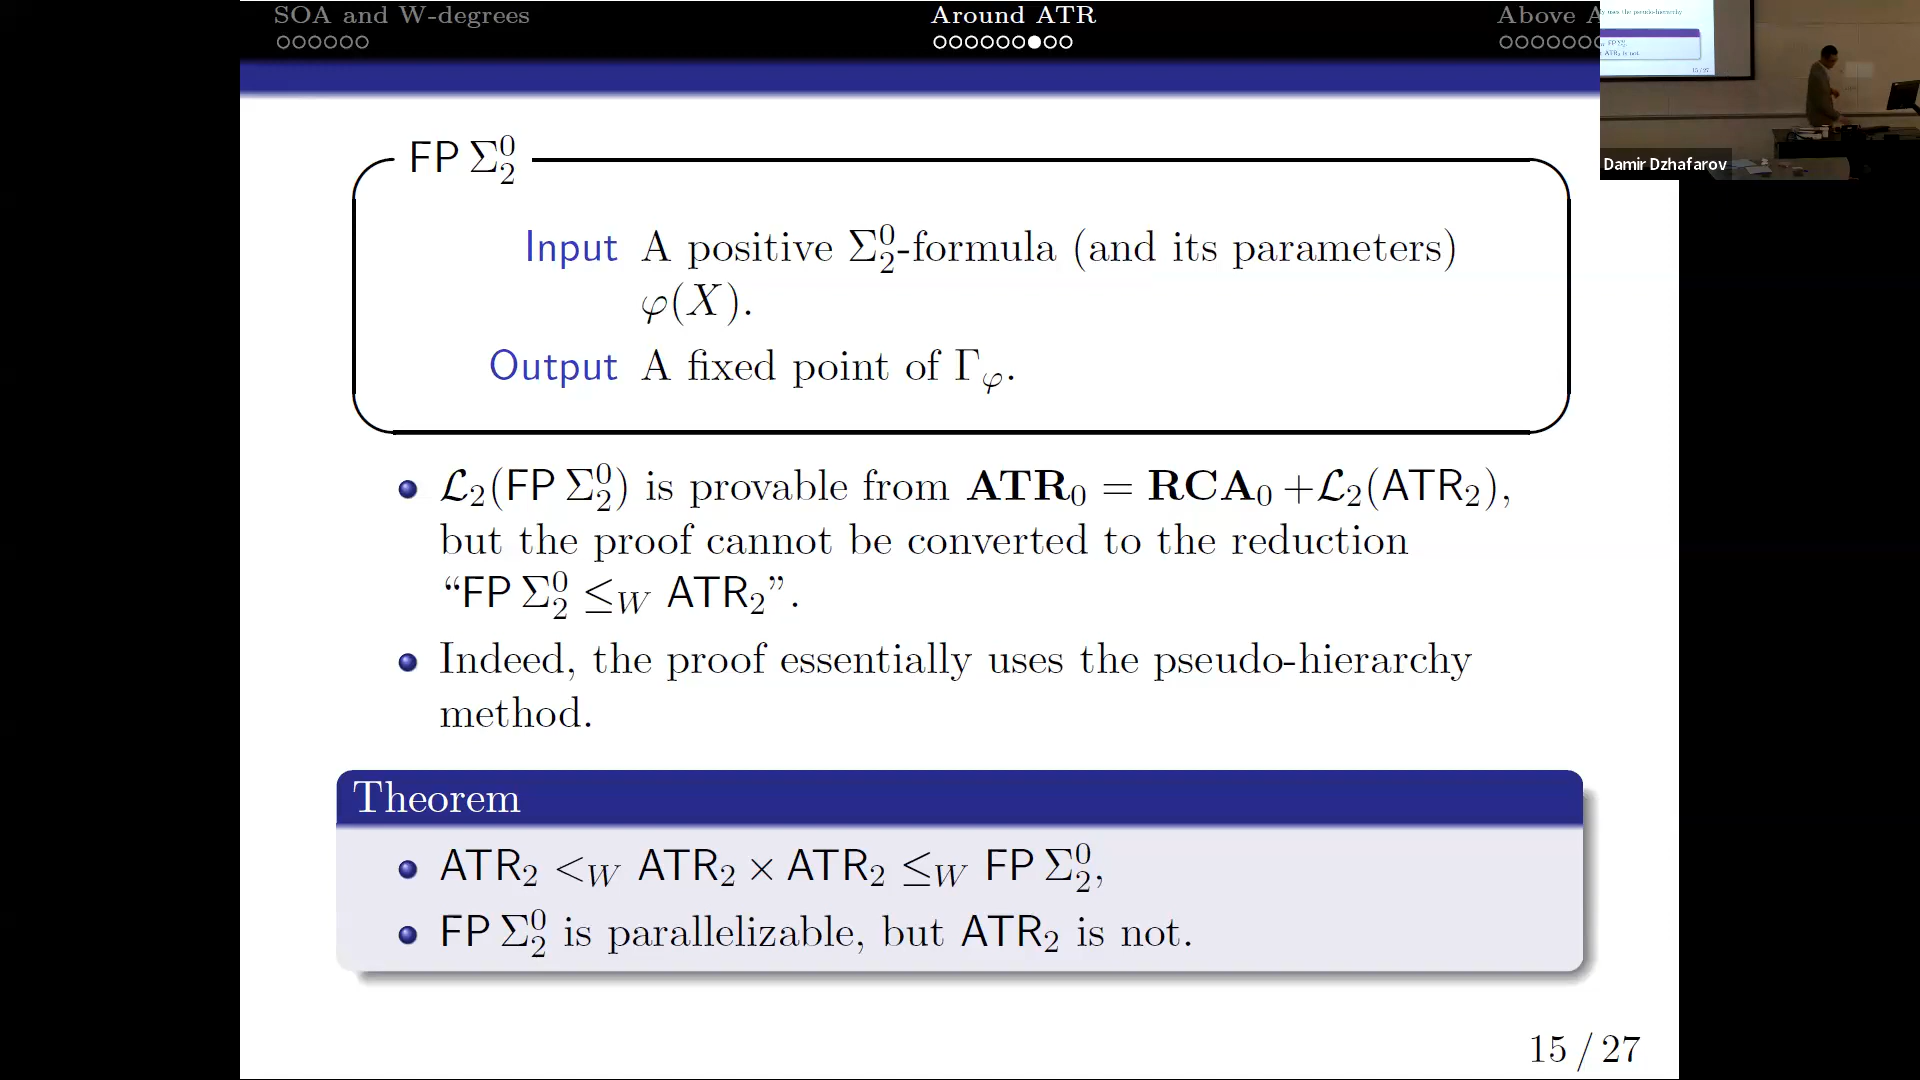 SOA and W-degrees Around ATR Above A
FP Σ⁰₂
Input A positive Σ⁰₂-formula (and its parameters)
φ(X).
Output A fixed point of Γ_φ.
𝓛₂(FP Σ⁰₂) is provable from ATR₀ = RCA₀ +𝓛₂(ATR₂),
but the proof cannot be converted to the reduction
“FP Σ⁰₂ ≤_W ATR₂”.
Indeed, the proof essentially uses the pseudo-hierarchy
method.
Theorem
ATR₂ <_W ATR₂ × ATR₂ ≤_W FP Σ⁰₂,
FP Σ⁰₂ is parallelizable, but ATR₂ is not.
15 / 27
Damir Dzhafarov